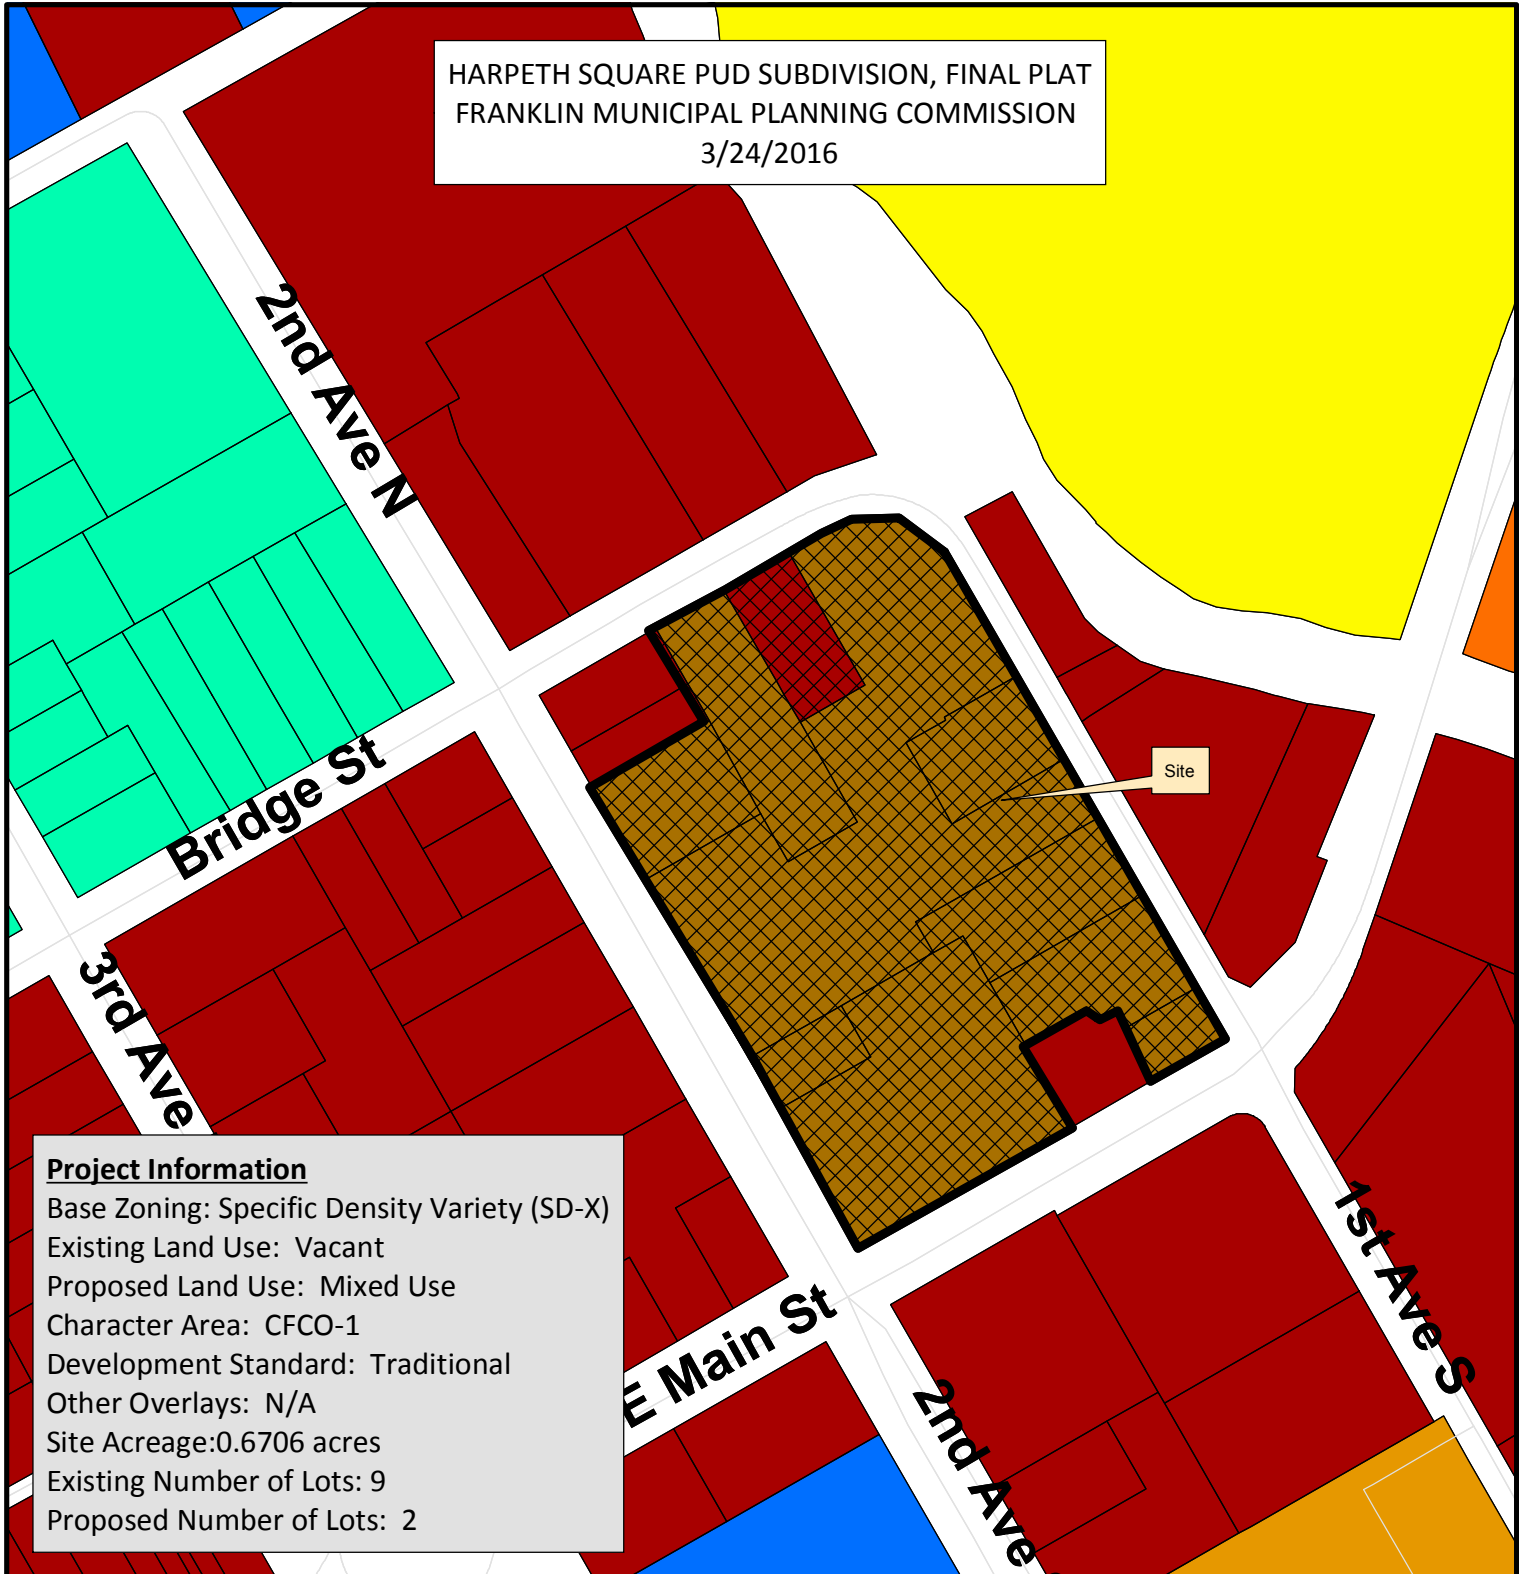 HARPETH SQUARE PUD SUBDIVISION, FINAL PLAT
FRANKLIN MUNICIPAL PLANNING COMMISSION
3/24/2016
2nd Ave N
Site
Bridge St
3rd Ave
Project Information
Base Zoning: Specific Density Variety (SD-X)
Existing Land Use:  Vacant
Proposed Land Use:  Mixed Use
Character Area:  CFCO-1
Development Standard:  Traditional
Other Overlays:  N/A
Site Acreage:0.6706 acres
Existing Number of Lots: 9
Proposed Number of Lots:  2
1st Ave S
E Main St
2nd Ave